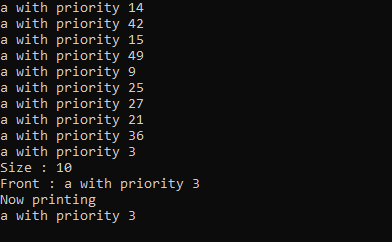 a with priority 14
a with priority 42
a with priority 15
a with priority 49
a with priority 9
a with priority 25
a with priority 27
a with priority 21
a with priority 36
a with priority 3
Size : 10
Front : a with priority 3
Now printing
a with priority 3